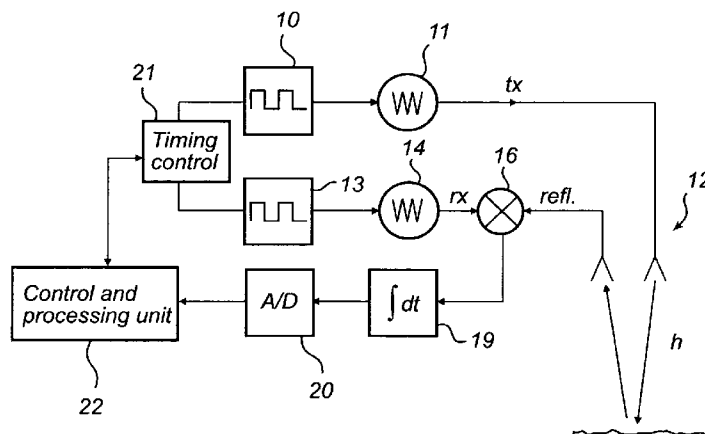 10
11
21
tx
Timing
control
14
16
13
rx
refl.
12
Control and
processing unit
A/D
∫ dt
h
19
20
22